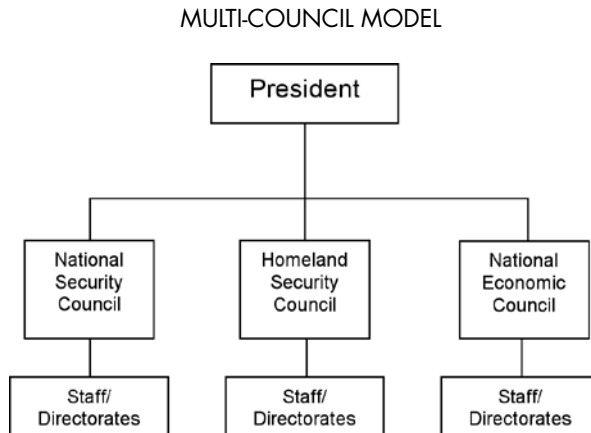 MULTI-COUNCIL MODEL
President
National
Security
Council
Homeland
Security
Council
National
Economic
Council
Staff/
Directorates
Staff/
Directorates
Staff/
Directorates